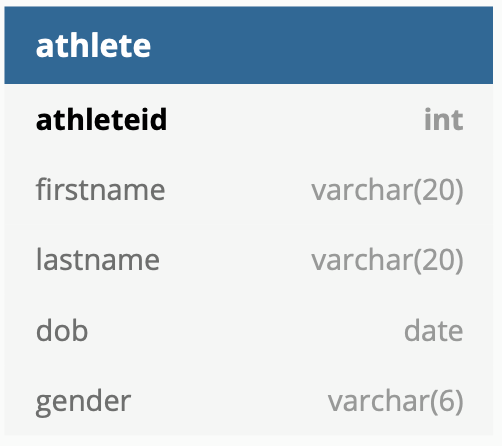 athlete
athleteid int
firstname varchar(20)
lastname varchar(20)
dob date
gender varchar(6)